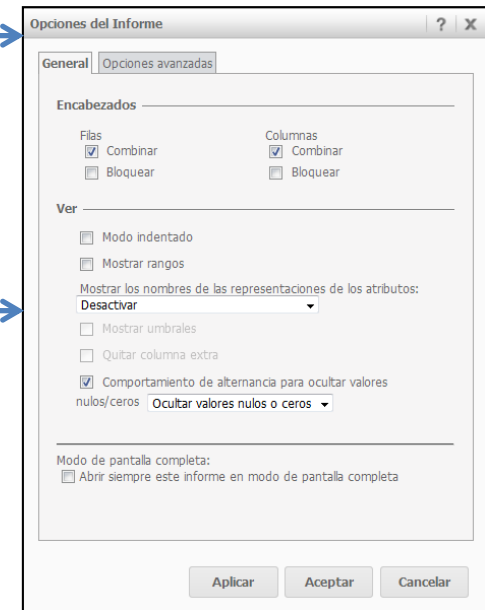 Opciones del Informe ? X
General Opciones avanzadas
Encabezados
Filas Columnas
Combinar Combinar
Bloquear Bloquear
Ver
Modo indentado
Mostrar rangos
Mostrar los nombres de las representaciones de los atributos:
Desactivar
Mostrar umbrales
Quitar columna extra
Comportamiento de alternancia para ocultar valores
nulos/ceros Ocultar valores nulos o ceros
Modo de pantalla completa:
Abrir siempre este informe en modo de pantalla completa
Aplicar Aceptar Cancelar